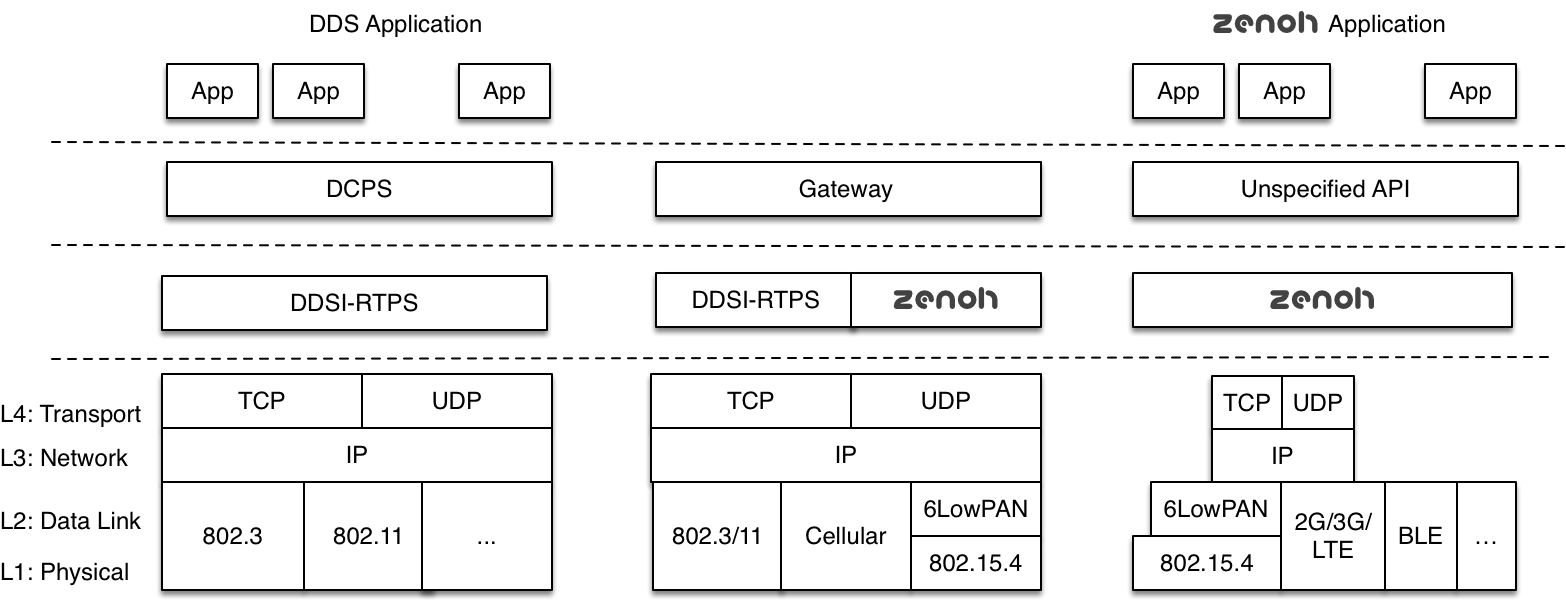 DDS Application
zenoh Application
App
App
App
App
App
App
DCPS
Gateway
Unspecified API
DDSI-RTPS
DDSI-RTPS
zenoh
zenoh
L4: Transport
TCP
UDP
TCP
UDP
TCP
UDP
L3: Network
IP
IP
IP
L2: Data Link
L1: Physical
802.3
802.11
...
802.3/11
Cellular
6LowPAN
802.15.4
6LowPAN
802.15.4
2G/3G/
LTE
BLE
...